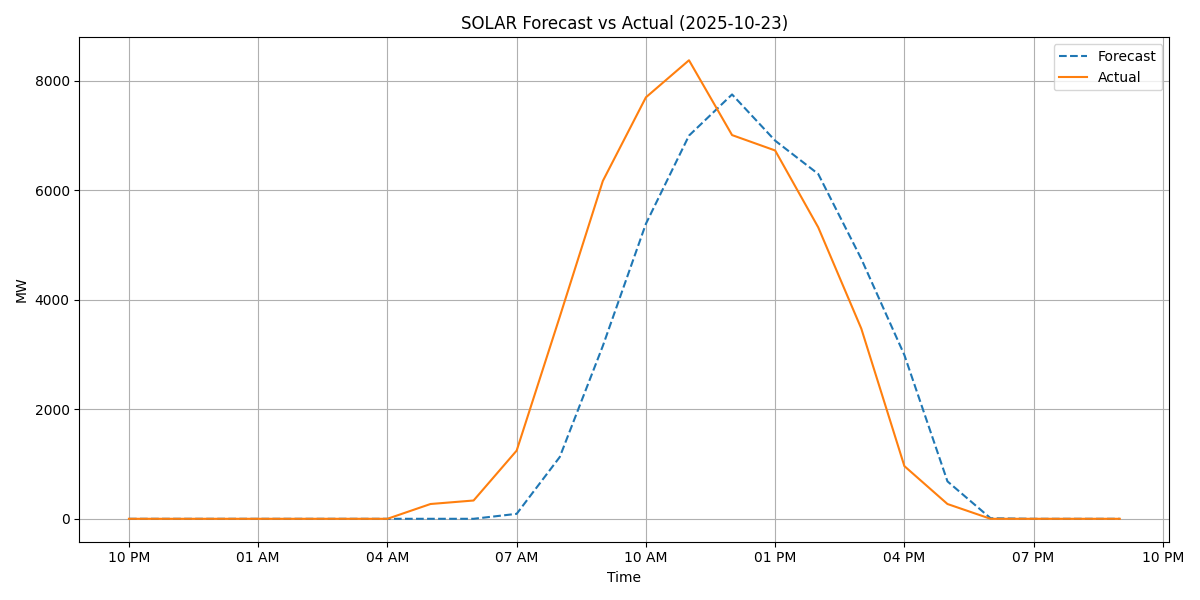 SOLAR Forecast vs Actual (2025-10-23)
Forecast
Actual
8000
6000
4000
2000
0
MW
10 PM 01 AM 04 AM 07 AM 10 AM 01 PM 04 PM 07 PM 10 PM
Time